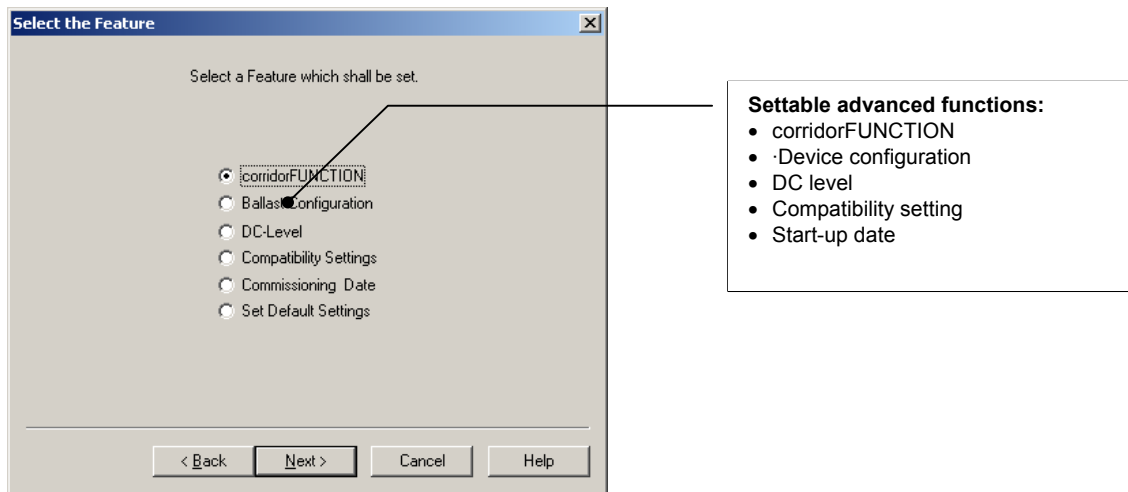 Select the Feature
Select a Feature which shall be set.
corridorFUNCTION
Ballast Configuration
DC-Level
Compatibility Settings
Commissioning Date
Set Default Settings
< Back
Next >
Cancel
Help
Settable advanced functions:
• corridorFUNCTION
• ·Device configuration
• DC level
• Compatibility setting
• Start-up date